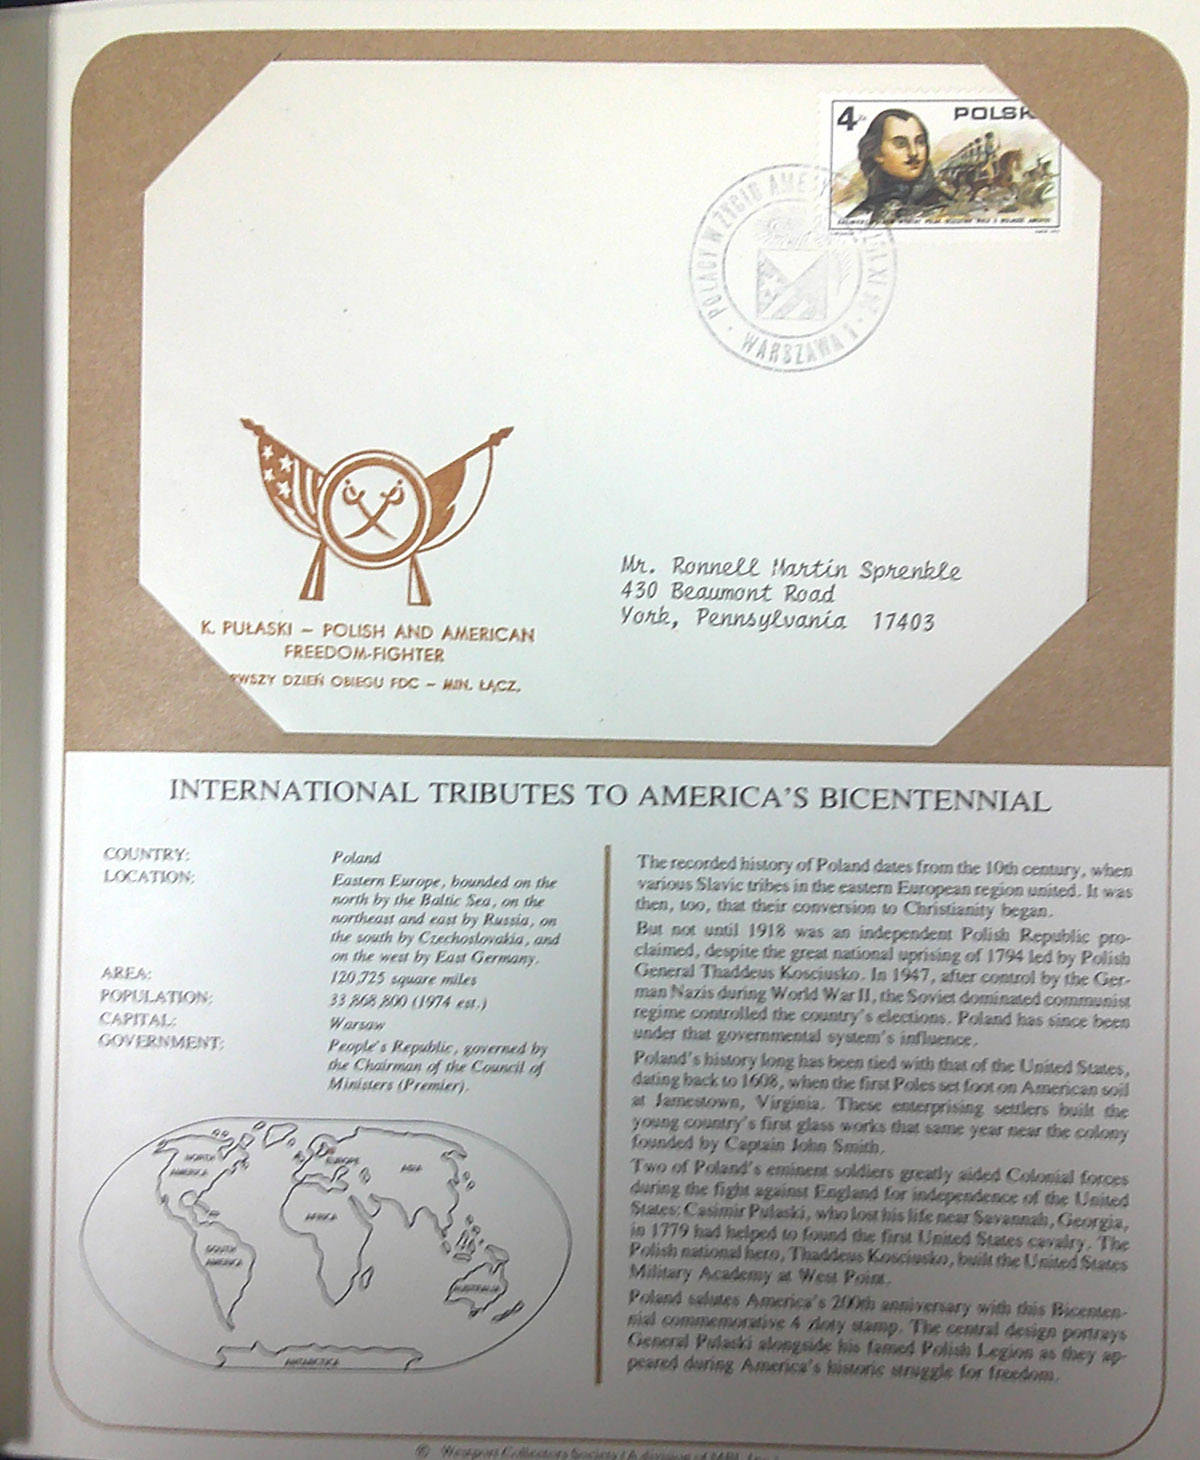 4
POLSK
POLACY W ŻYCIU
WARSZAWA 1
Mr. Ronnell Martin Sprenkle
430 Beaumont Road
York, Pennsylvania 17403
K. PUŁASKI – POLISH AND AMERICAN
FREEDOM-FIGHTER
RWSZY DZIEŃ OBIEGU FDC – MIN. ŁĄCZ.
INTERNATIONAL TRIBUTES TO AMERICA'S BICENTENNIAL
COUNTRY: Poland
LOCATION: Eastern Europe, bounded on the
north by the Baltic Sea, on the
northeast and east by Russia, on
the south by Czechoslovakia, and
on the west by East Germany.
AREA: 120,725 square miles
POPULATION: 33,868,800 (1974 est.)
CAPITAL: Warsaw
GOVERNMENT: People's Republic, governed by
the Chairman of the Council of
Ministers (Premier).
NORTH
AMERICA
EUROPE
ASIA
AFRICA
SOUTH
AMERICA
AUSTRALIA
ANTARCTICA
The recorded history of Poland dates from the 10th century, when
various Slavic tribes in the eastern European region united. It was
then, too, that their conversion to Christianity began.
But not until 1918 was an independent Polish Republic pro-
claimed, despite the great national uprising of 1794 led by Polish
General Thaddeus Kosciusko. In 1947, after control by the Ger-
man Nazis during World War II, the Soviet dominated communist
regime controlled the country's elections. Poland has since been
under that governmental system's influence.
Poland's history long has been tied with that of the United States,
dating back to 1608, when the first Poles set foot on American soil
at Jamestown, Virginia. These enterprising settlers built the
young country's first glass works that same year near the colony
founded by Captain John Smith.
Two of Poland's eminent soldiers greatly aided Colonial forces
during the fight against England for independence of the United
States: Casimir Pulaski, who lost his life near Savannah, Georgia,
in 1779 had helped to found the first United States cavalry. The
Polish national hero, Thaddeus Kosciusko, built the United States
Military Academy at West Point.
Poland salutes America's 200th anniversary with this Bicenten-
nial commemorative 4 zloty stamp. The central design portrays
General Pulaski alongside his famed Polish Legion as they ap-
peared during America's historic struggle for freedom.
© Westport Collectors Society